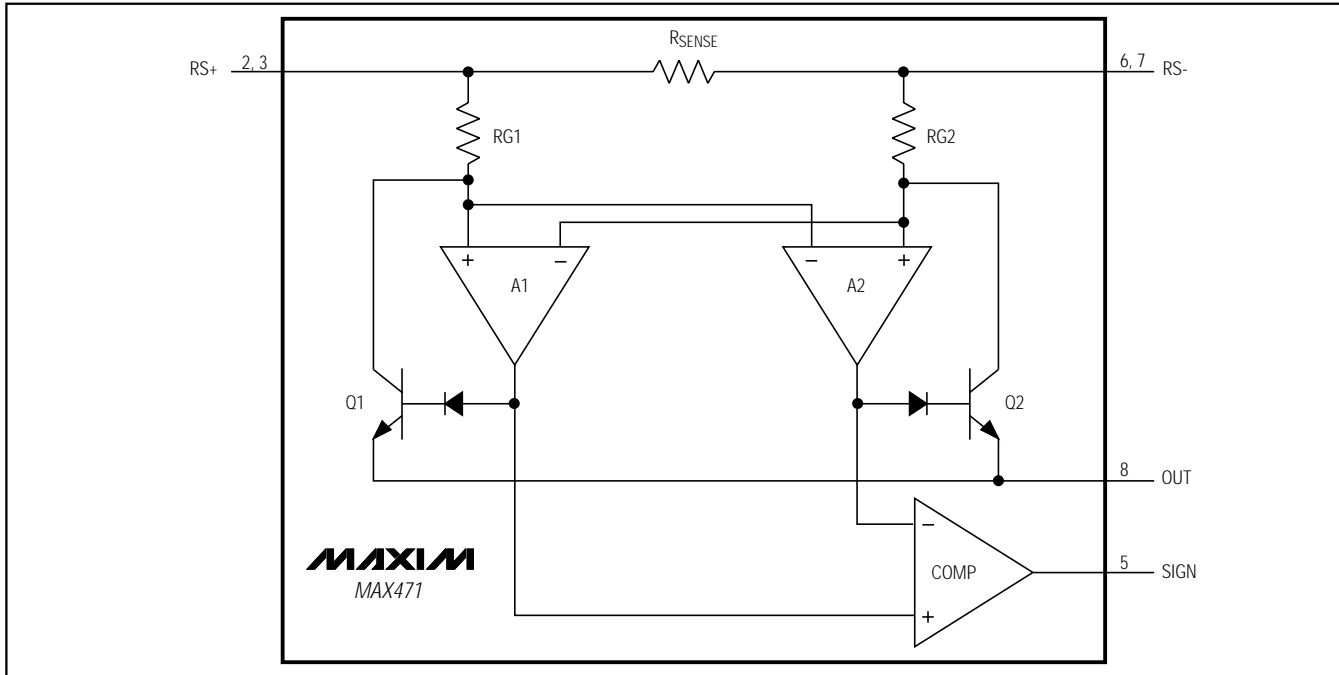 RSENSE
RS+ 2, 3
6, 7 RS-
RG1
RG2
+ −
A1
− +
A2
Q1
Q2
8 OUT
−
COMP
+
5 SIGN
MAXIM
MAX471